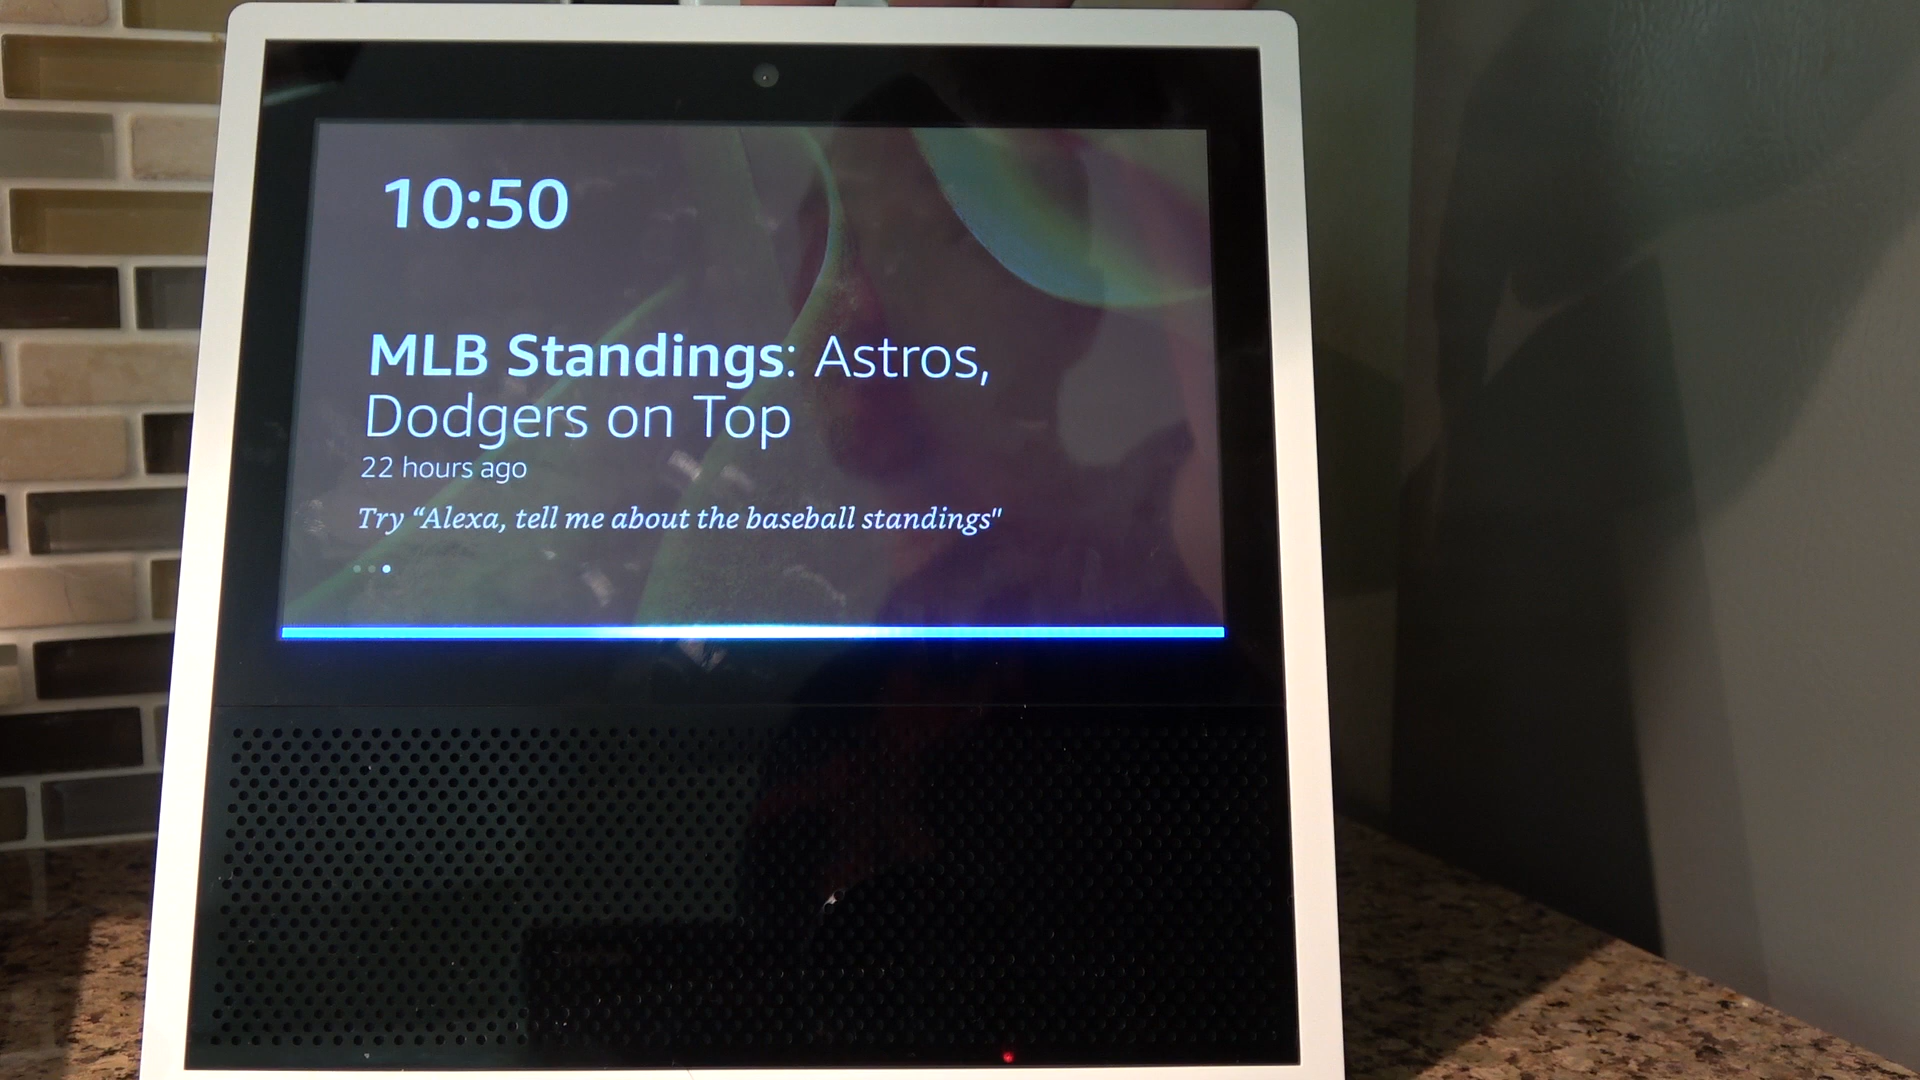 10:50
MLB Standings: Astros,
Dodgers on Top
22 hours ago
Try “Alexa, tell me about the baseball standings"